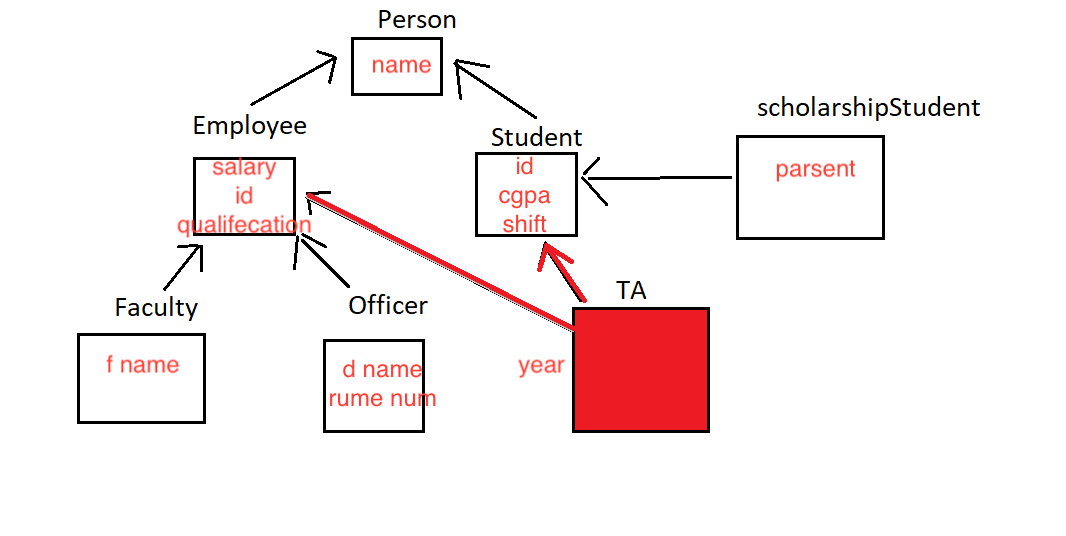 Person
name
scholarshipStudent
parsent
Employee
salary
id
qualifecation
Student
id
cgpa
shift
Faculty
f name
Officer
d name
rume num
TA
year